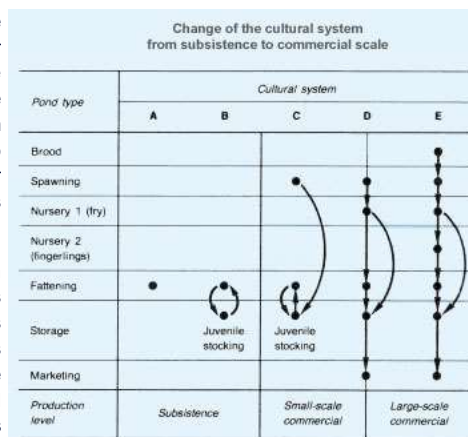 Change of the cultural system
from subsistence to commercial scale
Pond type
Cultural system
A B C D E
Brood
Spawning
Nursery 1 (fry)
Nursery 2
(fingerlings)
Fattening
Storage
Juvenile
stocking
Juvenile
stocking
Marketing
Production
level
Subsistence
Small-scale
commercial
Large-scale
commercial